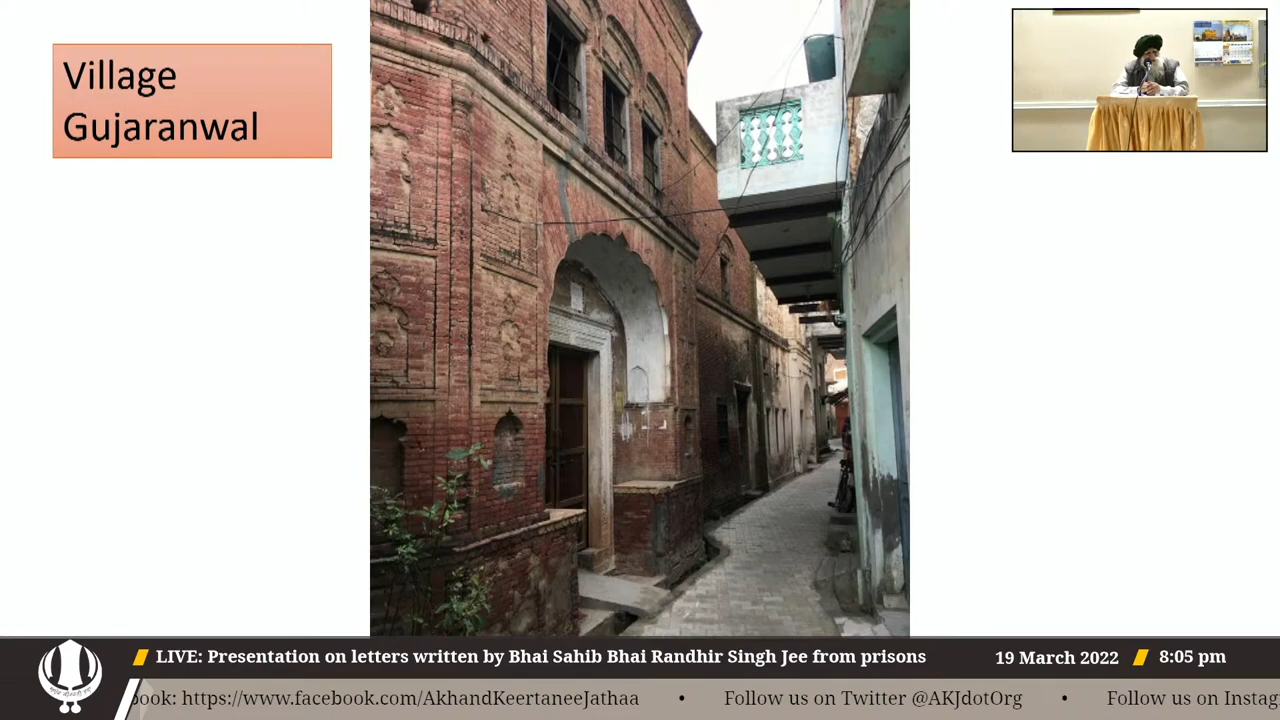 Village
Gujaranwal
LIVE: Presentation on letters written by Bhai Sahib Bhai Randhir Singh Jee from prisons
19 March 2022
8:05 pm
book: https://www.facebook.com/AkhandKeertaneeJathaa • Follow us on Twitter @AKJdotOrg • Follow us on Instag